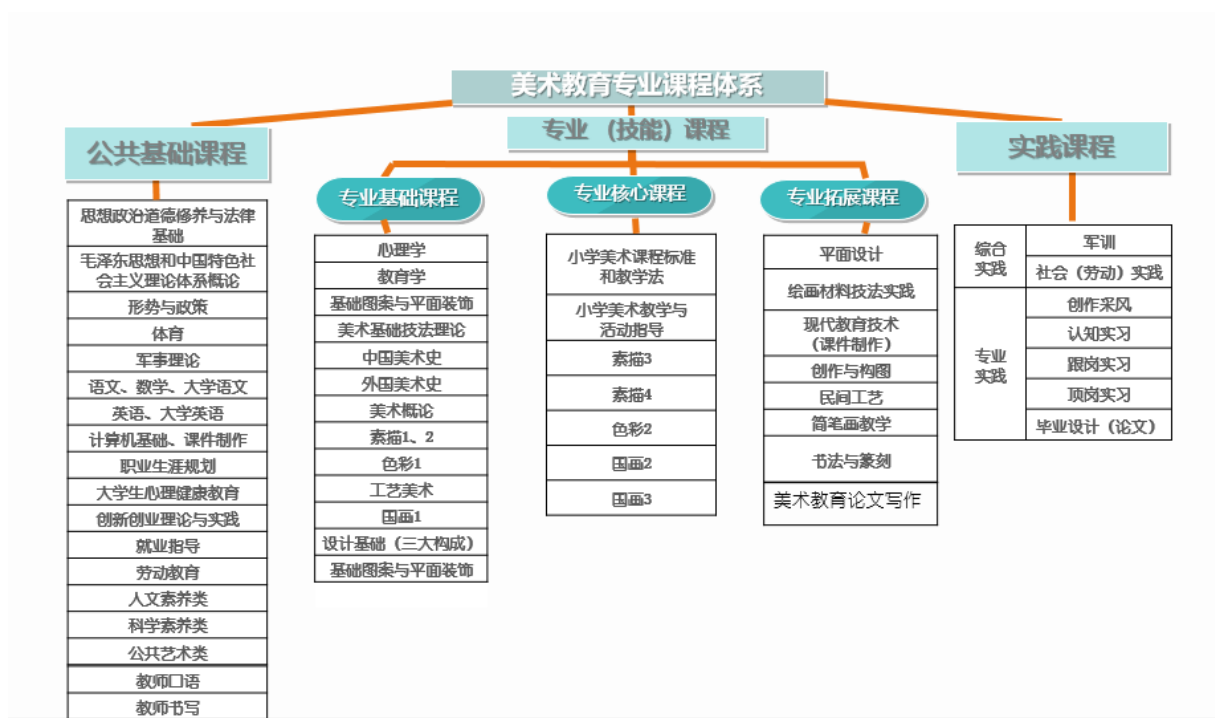 美术教育专业课程体系
公共基础课程
思想政治道德修养与法律
基础
毛泽东思想和中国特色社
会主义理论体系概论
形势与政策
体育
军事理论
语文、数学、大学语文
英语、大学英语
计算机基础、课件制作
职业生涯规划
大学生心理健康教育
创新创业理论与实践
就业指导
劳动教育
人文素养类
科学素养类
公共艺术类
教师口语
教师书写
专业 （技能）课程
专业基础课程
心理学
教育学
基础图案与平面装饰
美术基础技法理论
中国美术史
外国美术史
美术概论
素描1、2
色彩1
工艺美术
国画1
设计基础（三大构成）
基础图案与平面装饰
专业核心课程
小学美术课程标准
和教学法
小学美术教学与
活动指导
素描3
素描4
色彩2
国画2
国画3
专业拓展课程
平面设计
绘画材料技法实践
现代教育技术
（课件制作）
创作与构图
民间工艺
简笔画教学
书法与篆刻
美术教育论文写作
实践课程
综合
实践
军训
社会（劳动）实践
专业
实践
创作采风
认知实习
跟岗实习
顶岗实习
毕业设计（论文）